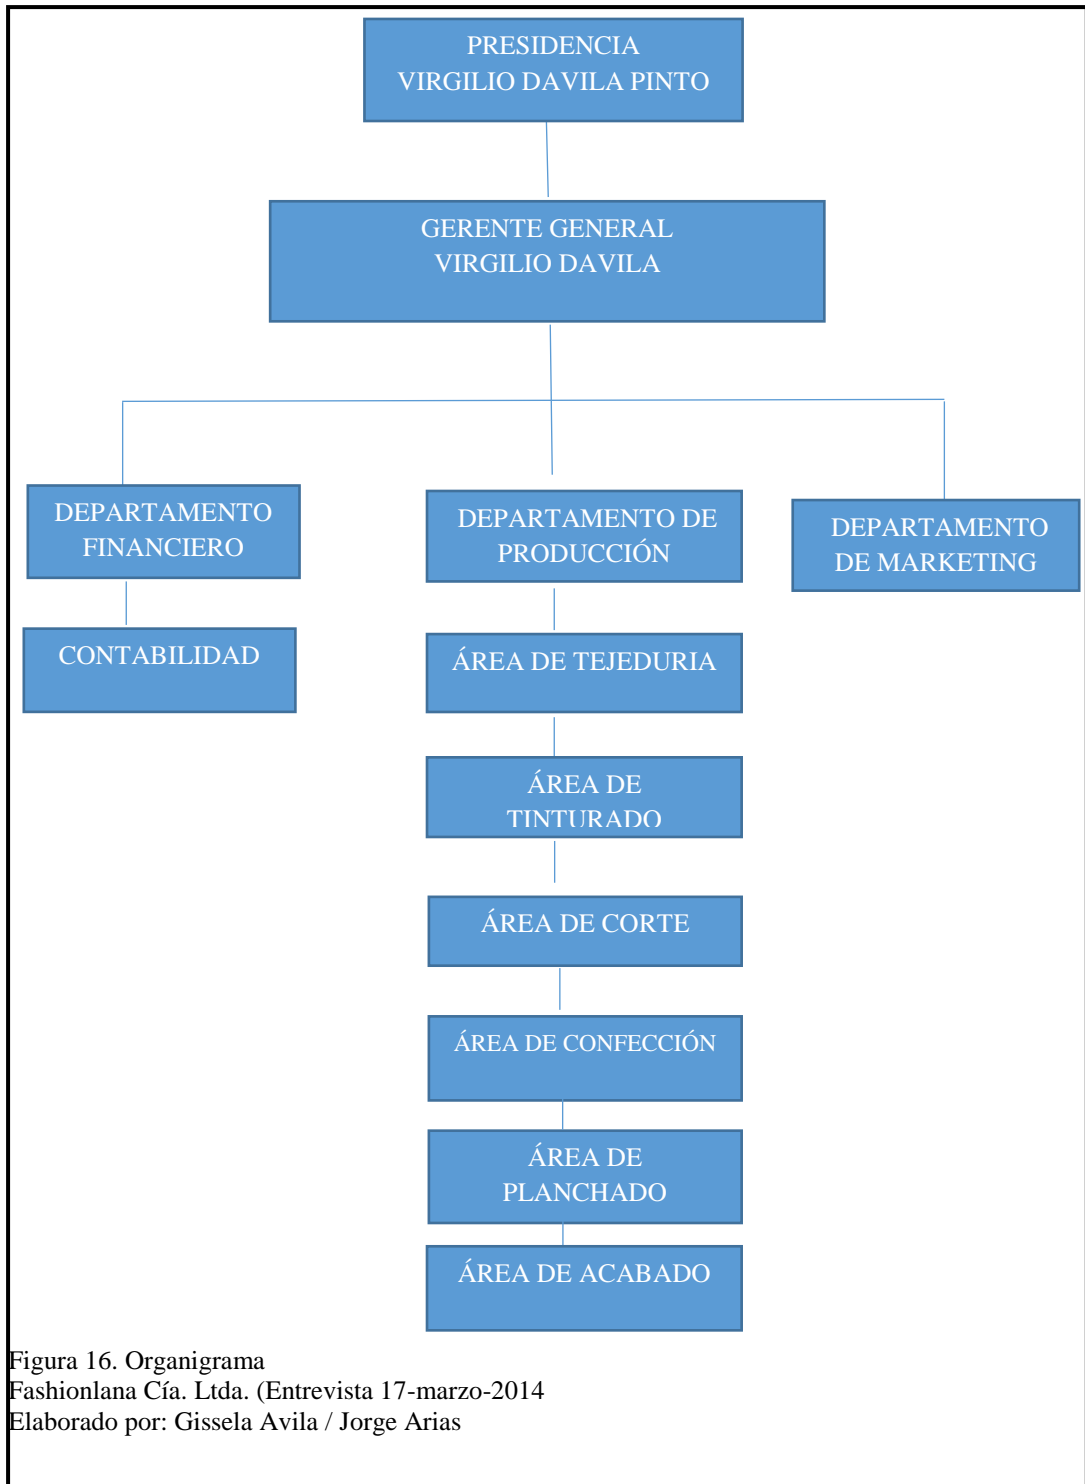 PRESIDENCIA
VIRGILIO DAVILA PINTO
GERENTE GENERAL
VIRGILIO DAVILA
DEPARTAMENTO
FINANCIERO
DEPARTAMENTO DE
PRODUCCIÓN
DEPARTAMENTO
DE MARKETING
CONTABILIDAD
ÁREA DE TEJEDURIA
ÁREA DE
TINTURADO
ÁREA DE CORTE
ÁREA DE CONFECCIÓN
ÁREA DE
PLANCHADO
ÁREA DE ACABADO
Figura 16. Organigrama
Fashionlana Cía. Ltda. (Entrevista 17-marzo-2014
Elaborado por: Gissela Avila / Jorge Arias